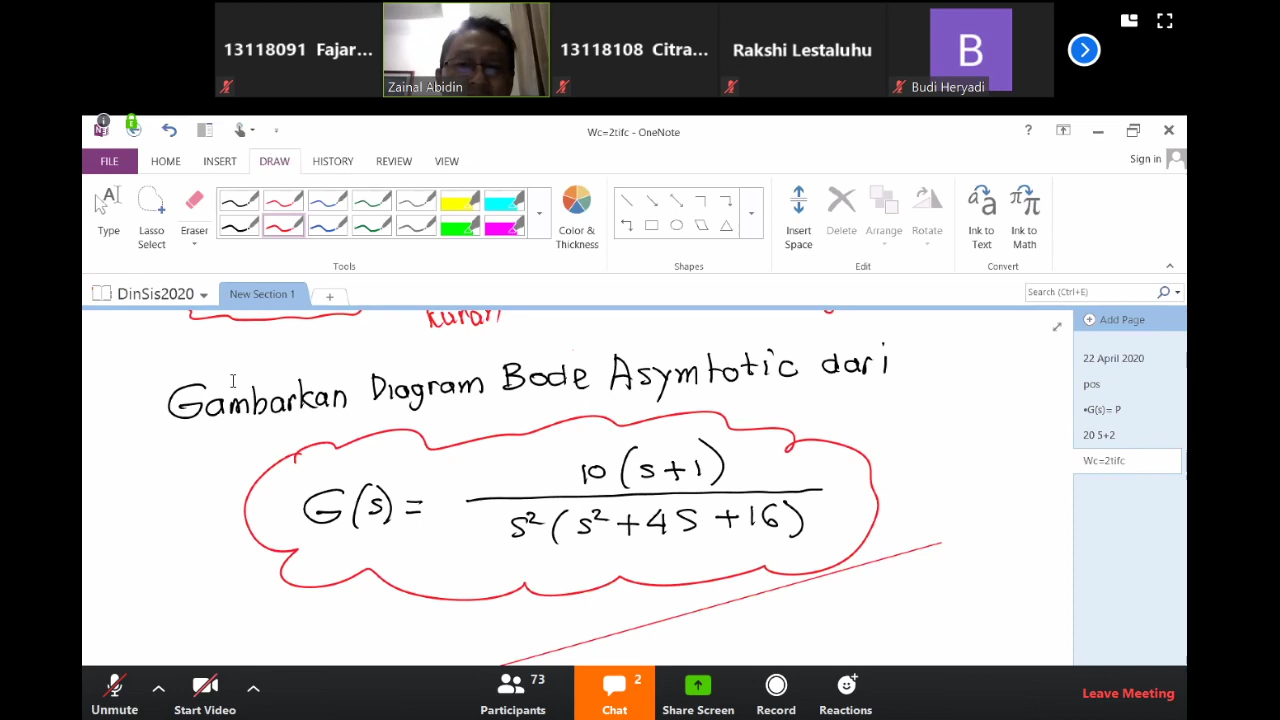 13118091 Fajar...
Zainal Abidin
13118108 Citra...
Rakshi Lestaluhu
B
Budi Heryadi
Wc=2tifc - OneNote
?
FILE
HOME
INSERT
DRAW
HISTORY
REVIEW
VIEW
Sign in
Type
Lasso Select
Eraser
Color & Thickness
Insert Space
Delete
Arrange
Rotate
Ink to Text
Ink to Math
Tools
Shapes
Edit
Convert
DinSis2020
New Section 1
Search (Ctrl+E)
Add Page
22 April 2020
pos
•G(s)= P
20 S+2
Wc=2tifc
Gambarkan Diagram Bode Asymtotic dari
G(s) = 10(s+1) / s²(s²+4s+16)
Unmute
Start Video
73
Participants
2
Chat
Share Screen
Record
Reactions
Leave Meeting